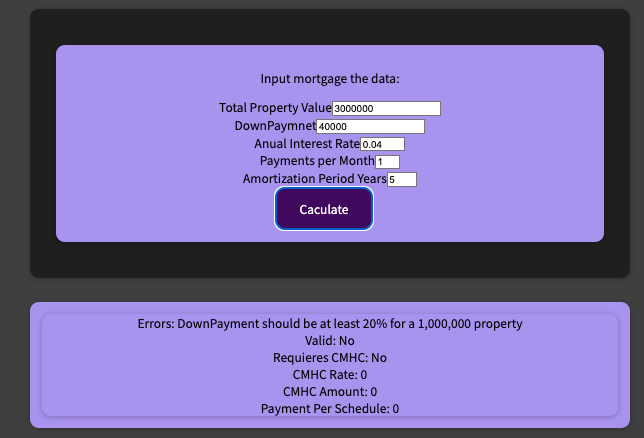 Input mortgage the data:
Total Property Value 3000000
DownPaymnet 40000
Anual Interest Rate 0.04
Payments per Month 1
Amortization Period Years 5
Caculate
Errors: DownPayment should be at least 20% for a 1,000,000 property
Valid: No
Requieres CMHC: No
CMHC Rate: 0
CMHC Amount: 0
Payment Per Schedule: 0